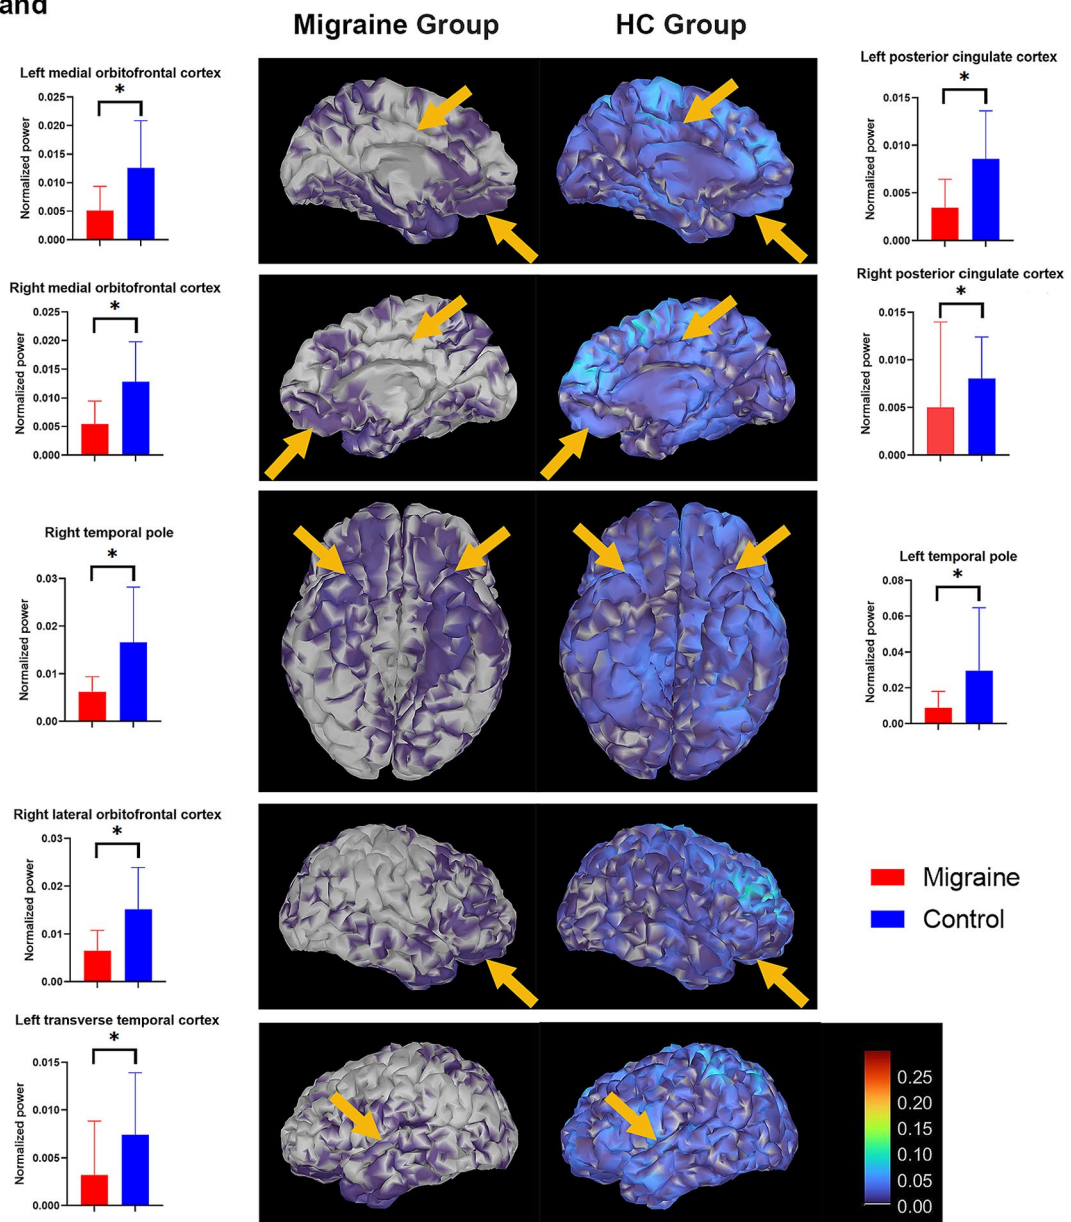 and
Migraine Group
HC Group
Left medial orbitofrontal cortex
*
0.025
0.020
0.015
0.010
0.005
0.000
Normalized power
Left posterior cingulate cortex
*
0.015
0.010
0.005
0.000
Normalized power
Right medial orbitofrontal cortex
*
0.025
0.020
0.015
0.010
0.005
0.000
Normalized power
Right posterior cingulate cortex
*
0.015
0.010
0.005
0.000
Normalized power
Right temporal pole
*
0.03
0.02
0.01
0.00
Normalized power
Left temporal pole
*
0.08
0.06
0.04
0.02
0.00
Normalized power
Right lateral orbitofrontal cortex
*
0.03
0.02
0.01
0.00
Normalized power
Migraine
Control
Left transverse temporal cortex
*
0.015
0.010
0.005
0.000
Normalized power
0.25
0.20
0.15
0.10
0.05
0.00